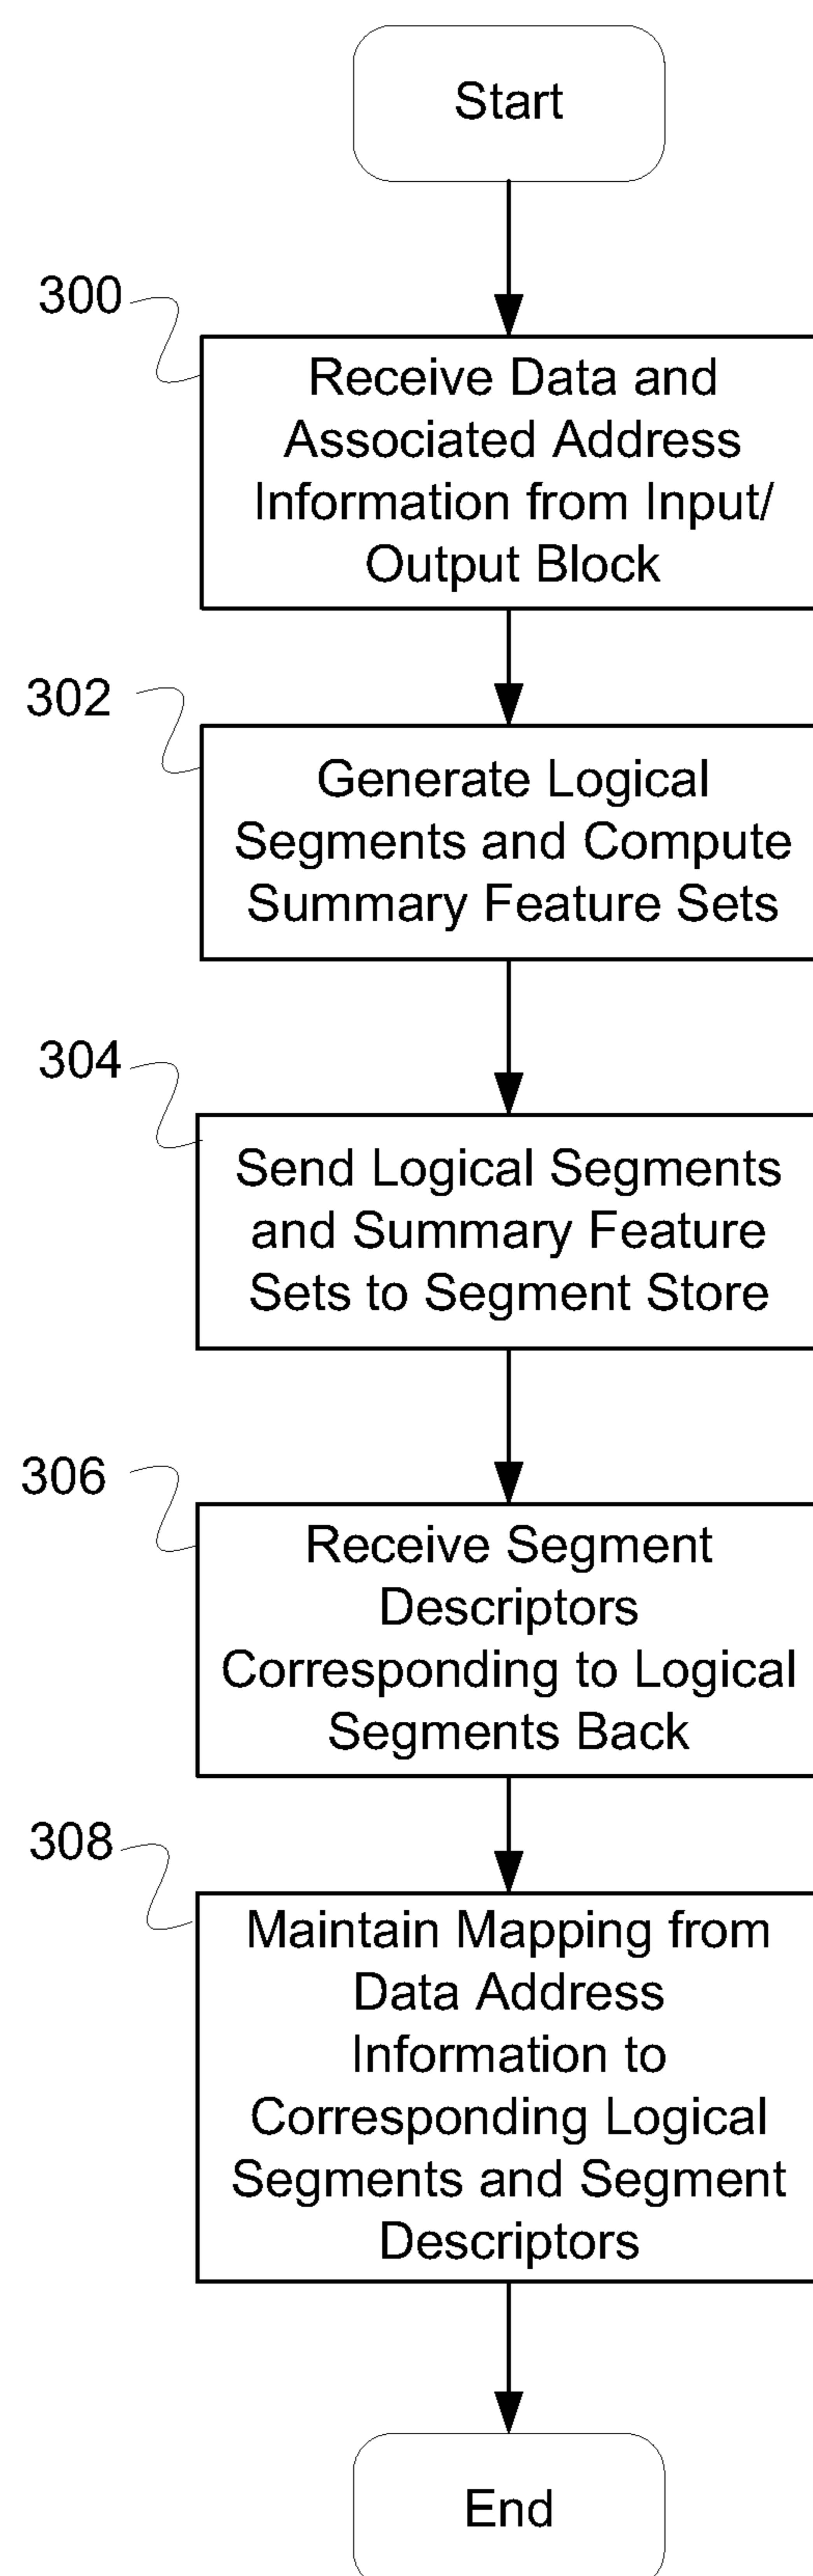 Start
300
Receive Data and
Associated Address
Information from Input/
Output Block
302
Generate Logical
Segments and Compute
Summary Feature Sets
304
Send Logical Segments
and Summary Feature
Sets to Segment Store
306
Receive Segment
Descriptors
Corresponding to Logical
Segments Back
308
Maintain Mapping from
Data Address
Information to
Corresponding Logical
Segments and Segment
Descriptors
End